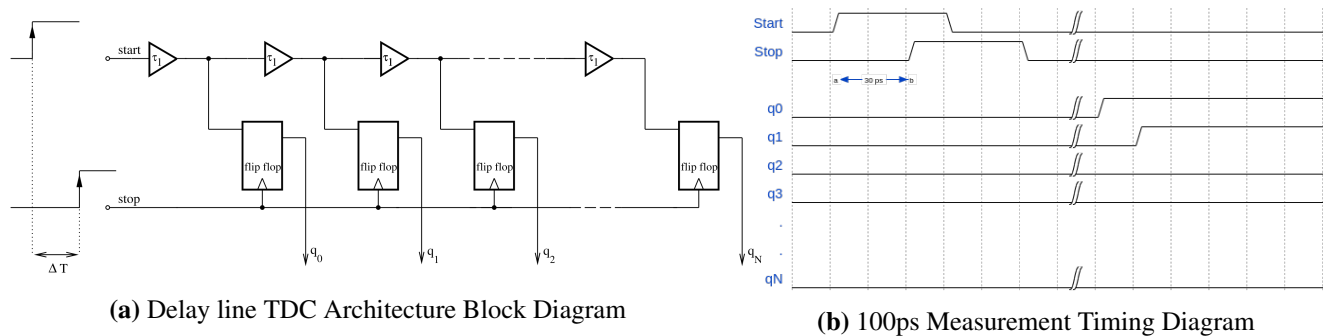 start
τ1
τ1
τ1
τ1
flip flop
flip flop
flip flop
flip flop
stop
Δ T
q0
q1
q2
qN
(a) Delay line TDC Architecture Block Diagram
Start
Stop
a
30 ps
b
q0
q1
q2
q3
.
.
qN
(b) 100ps Measurement Timing Diagram